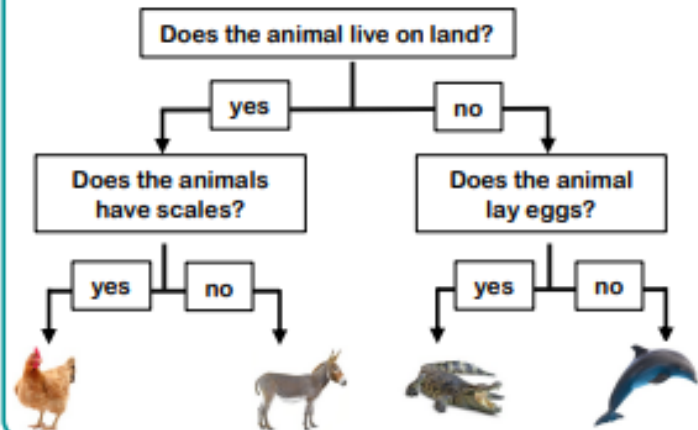 Does the animal live on land?
yes
no
Does the animals
have scales?
Does the animal
lay eggs?
yes
no
yes
no